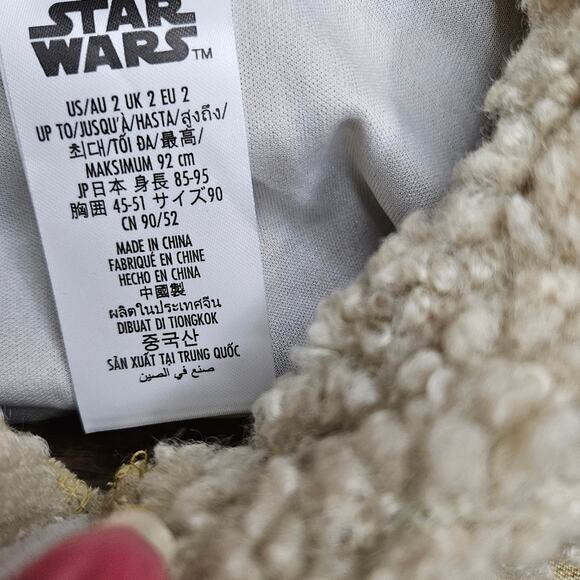 STAR
WARS TM
US/AU 2 UK 2 EU 2
UP TO/JUSQU'À/HASTA/สูงถึง/
최대/TỐI ĐA/最高/
MAKSIMUM 92 cm
JP日本 身長 85-95
胸囲 45-51 サイズ90
CN 90/52
MADE IN CHINA
FABRIQUÉ EN CHINE
HECHO EN CHINA
中國製
ผลิตในประเทศจีน
DIBUAT DI TIONGKOK
중국산
SẢN XUẤT TẠI TRUNG QUỐC
صنع في الصين